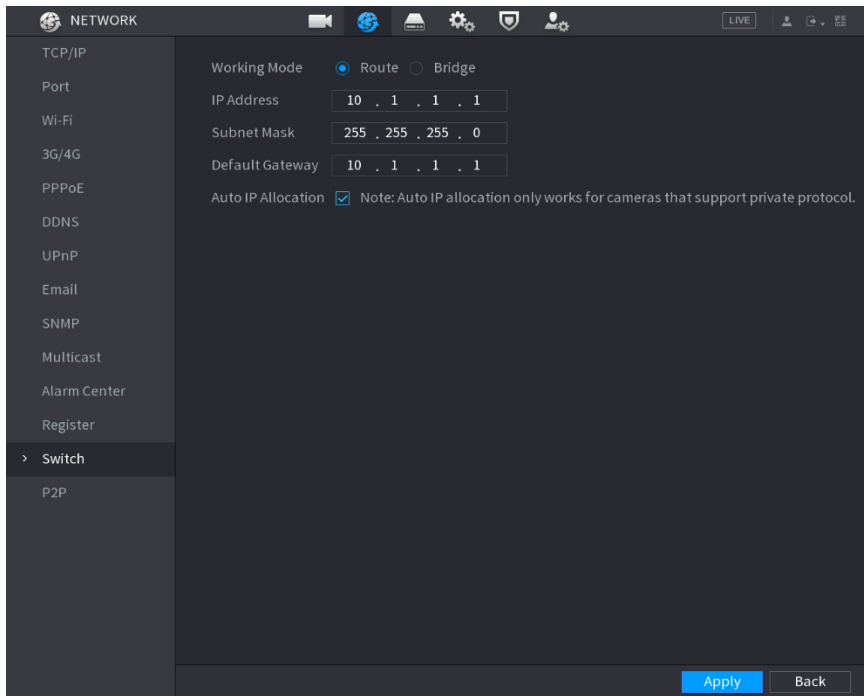 NETWORK
LIVE
TCP/IP
Port
Wi-Fi
3G/4G
PPPoE
DDNS
UPnP
Email
SNMP
Multicast
Alarm Center
Register
> Switch
P2P
Working Mode Route Bridge
IP Address 10 . 1 . 1 . 1
Subnet Mask 255 . 255 . 255 . 0
Default Gateway 10 . 1 . 1 . 1
Auto IP Allocation Note: Auto IP allocation only works for cameras that support private protocol.
Apply Back